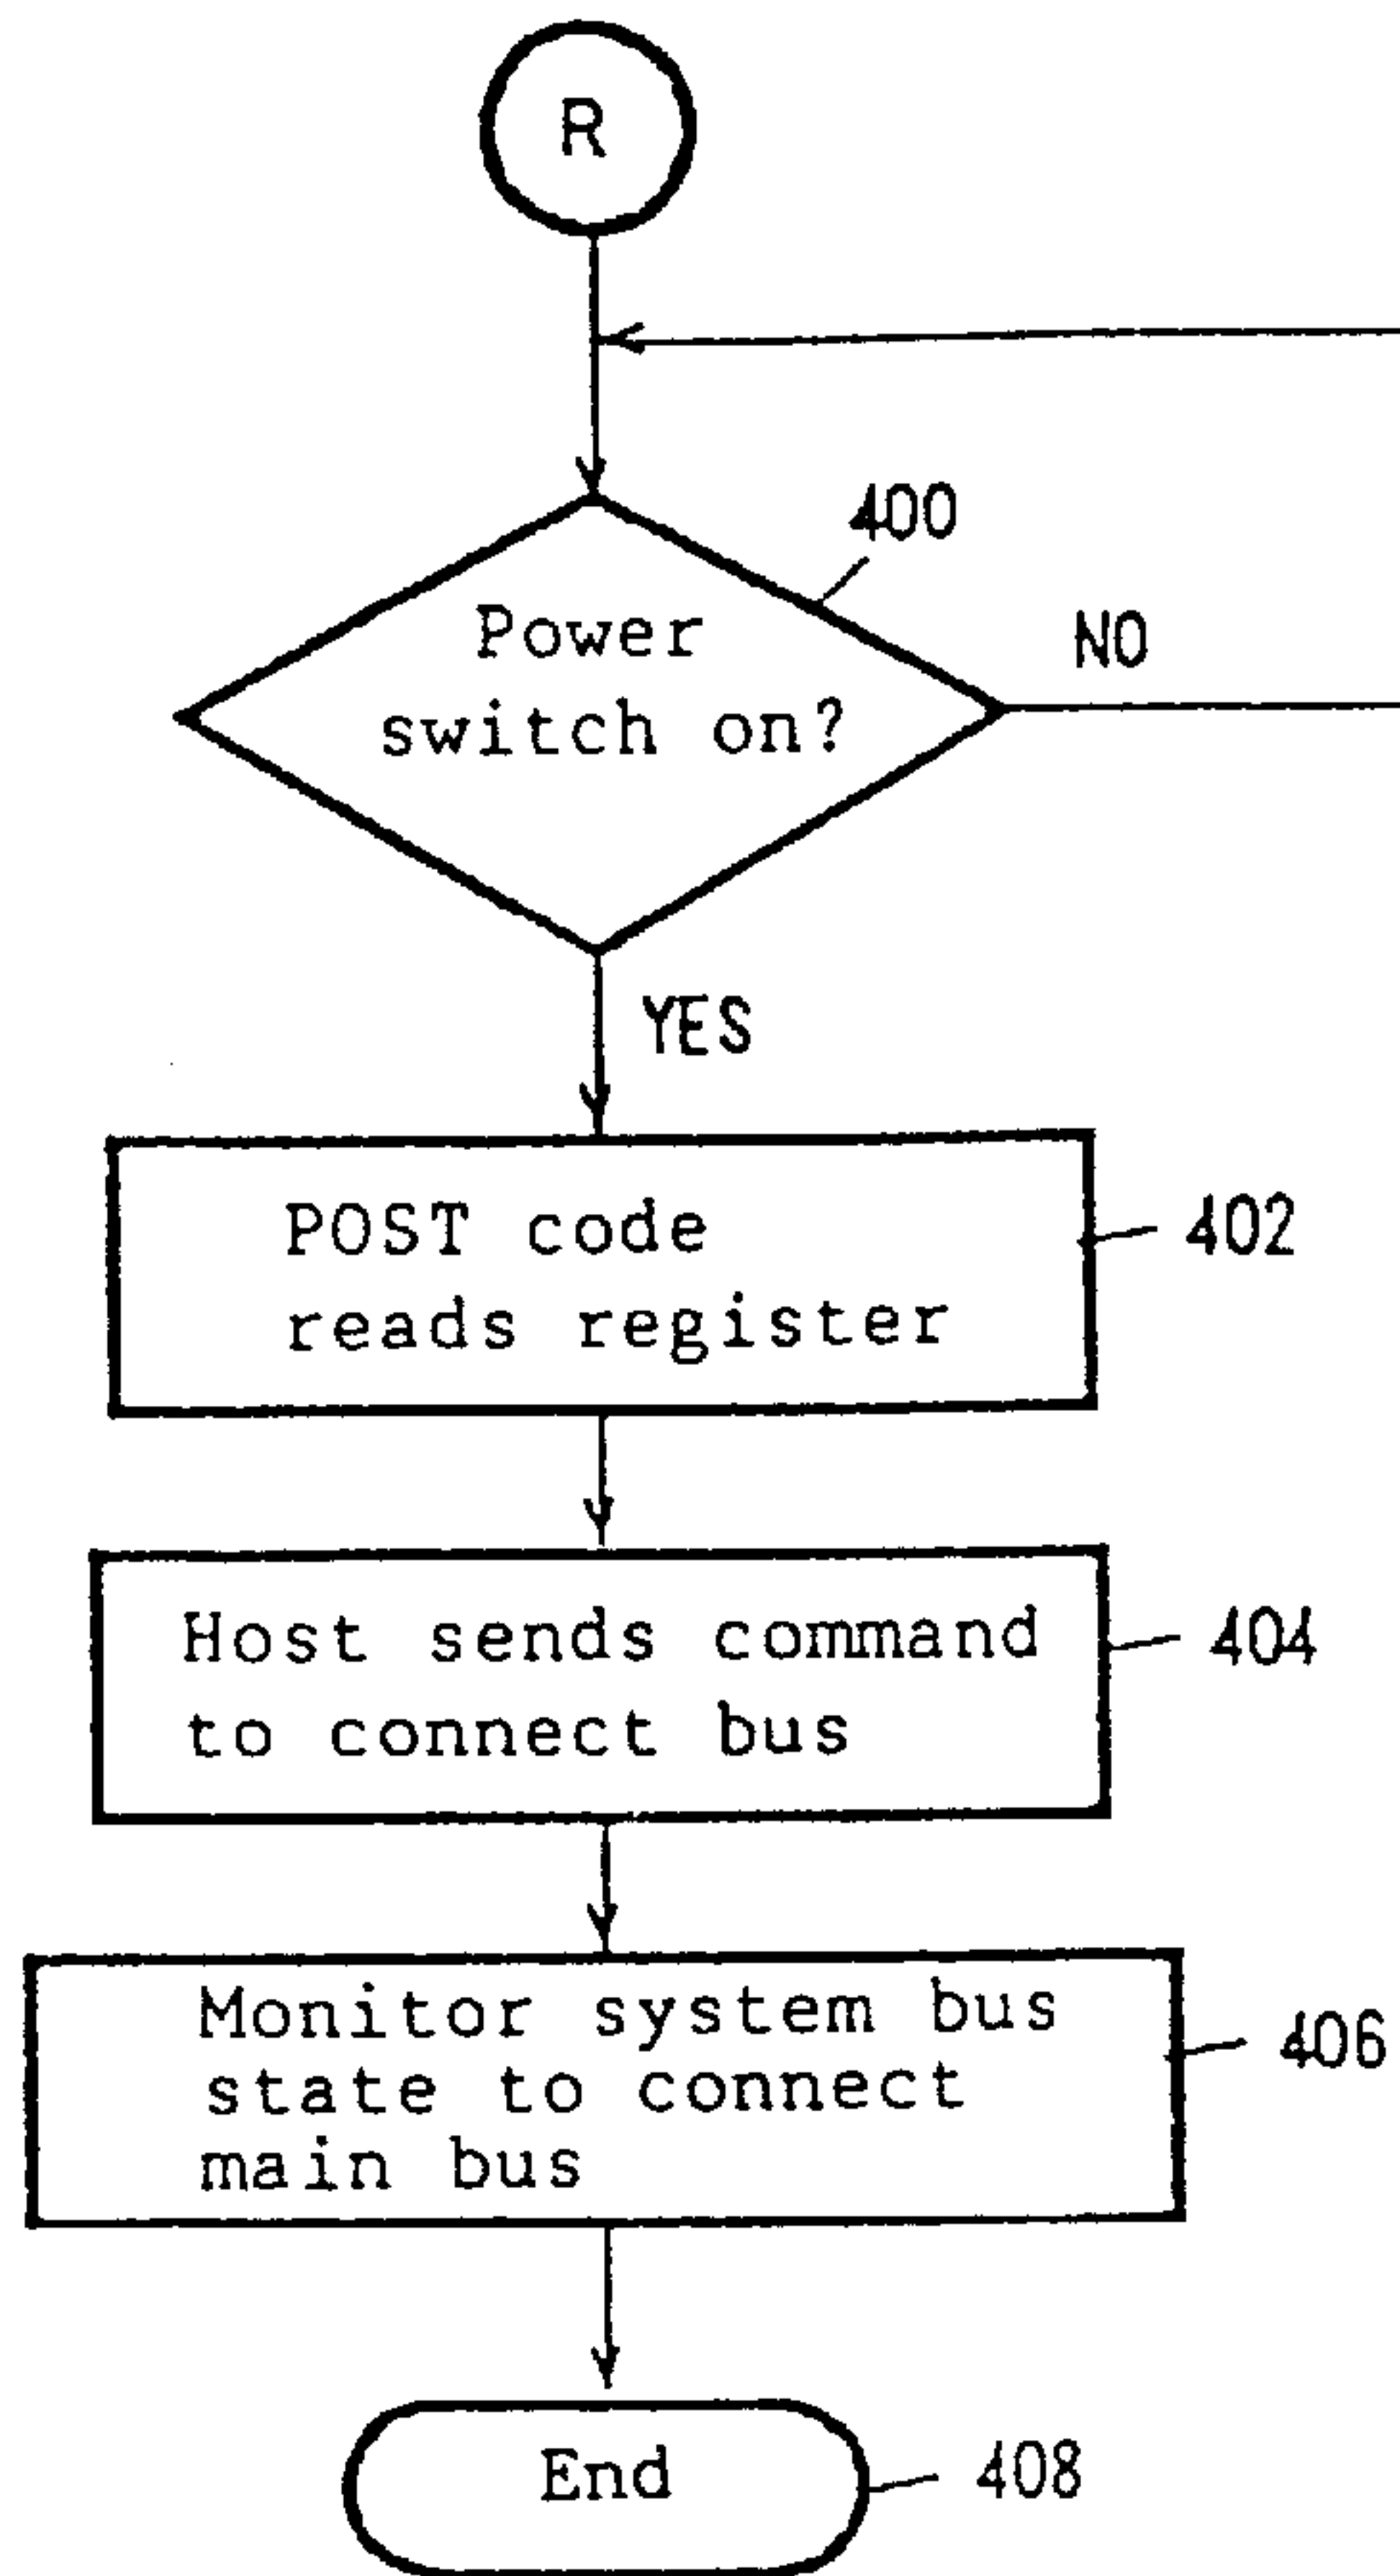 R
400
Power
switch on?
NO
YES
POST code
reads register
402
Host sends command
to connect bus
404
Monitor system bus
state to connect
main bus
406
End
408